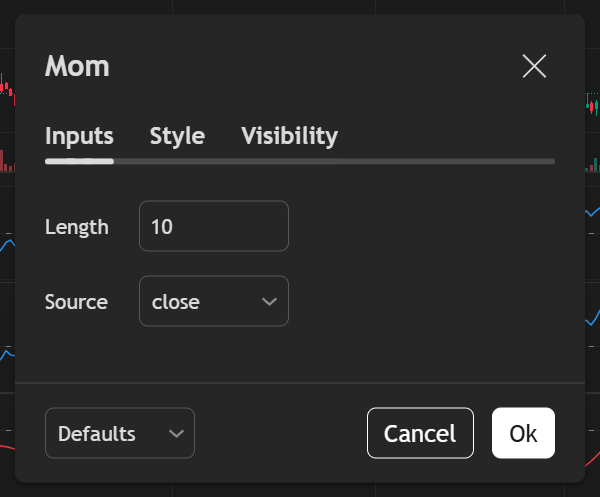 Mom
Inputs Style Visibility
Length 10
Source close
Defaults Cancel Ok